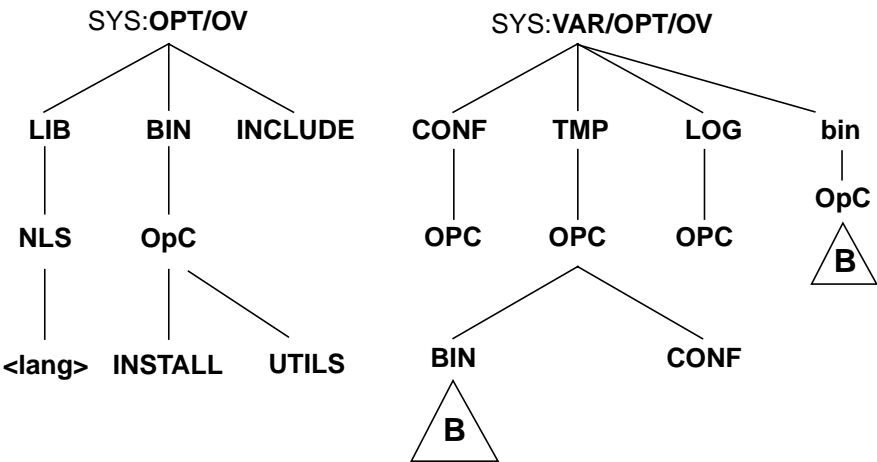 SYS:OPT/OV SYS:VAR/OPT/OV
LIB BIN INCLUDE CONF TMP LOG bin
OpC
NLS OpC OPC OPC OPC
B
<lang> INSTALL UTILS BIN CONF
B